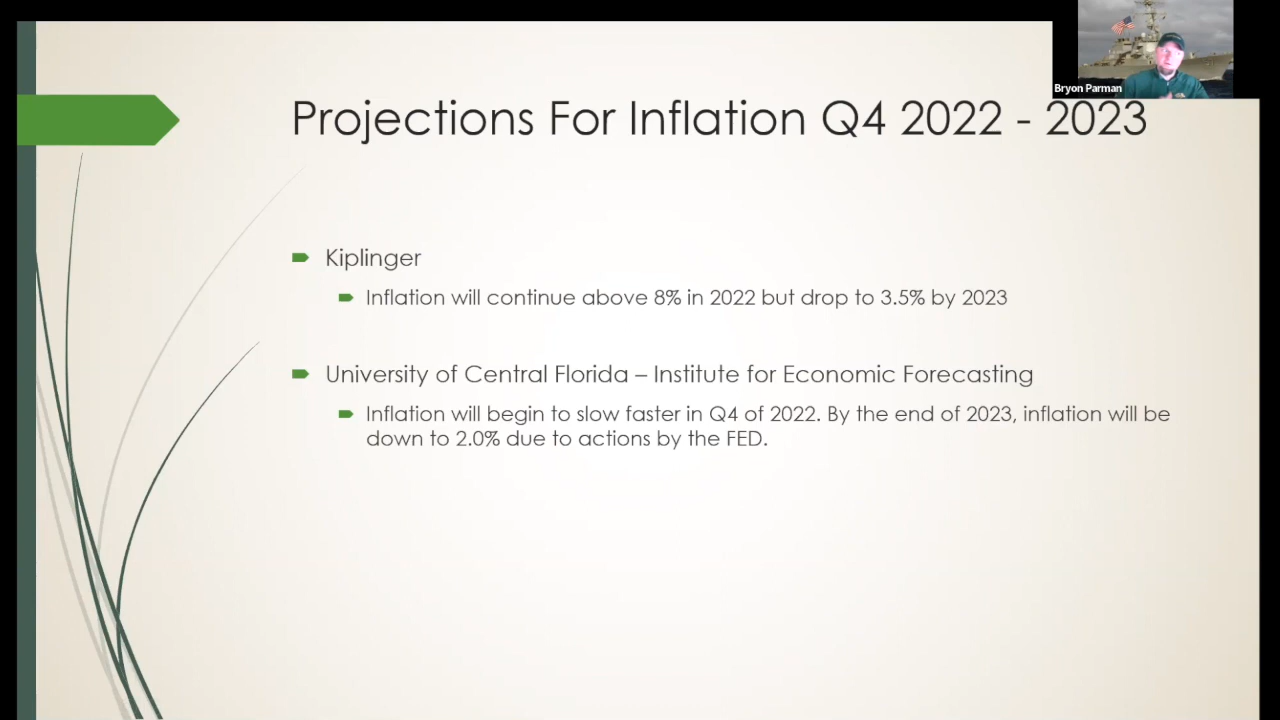 Bryon Parman
Projections For Inflation Q4 2022 - 2023
Kiplinger
Inflation will continue above 8% in 2022 but drop to 3.5% by 2023
University of Central Florida – Institute for Economic Forecasting
Inflation will begin to slow faster in Q4 of 2022. By the end of 2023, inflation will be
down to 2.0% due to actions by the FED.